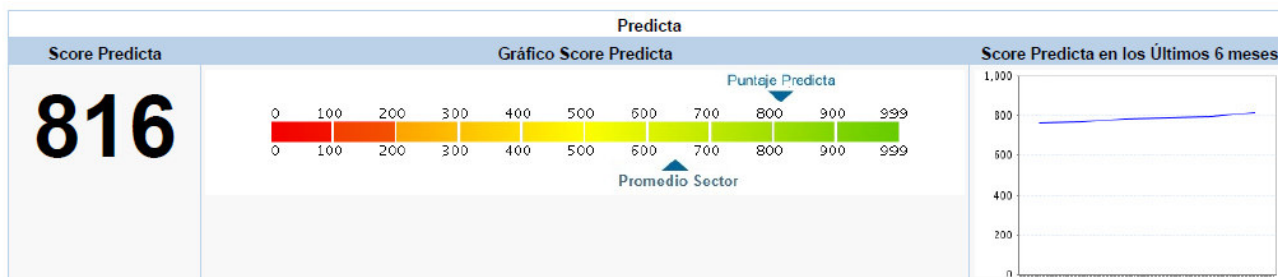 Predicta
Score Predicta
Gráfico Score Predicta
Score Predicta en los Últimos 6 meses
816
Puntaje Predicta
0 100 200 300 400 500 600 700 800 900 999
0 100 200 300 400 500 600 700 800 900 999
Promedio Sector
1,000
800
600
400
200
0